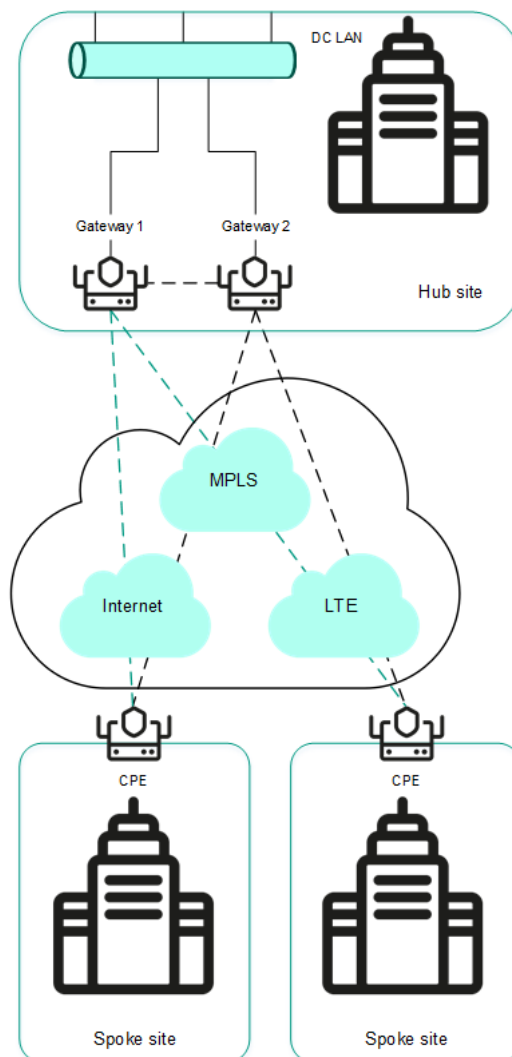 DC LAN
Gateway 1
Gateway 2
Hub site
MPLS
Internet
LTE
CPE
CPE
Spoke site
Spoke site